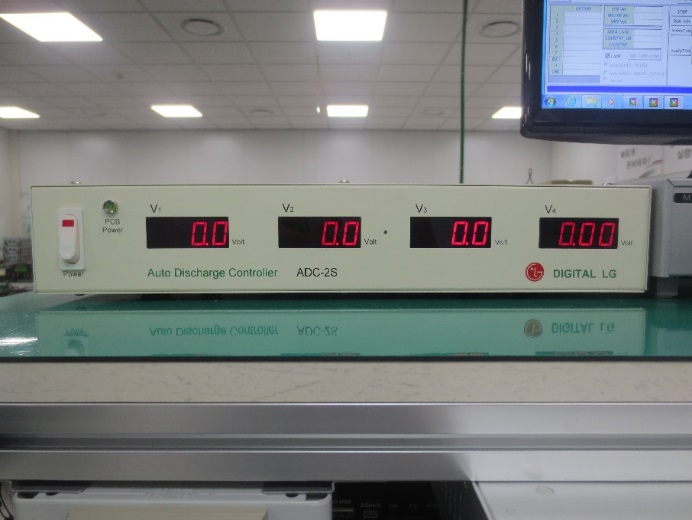 PCB
Power
Power
V1
0.0 Volt
V2
0.0 Volt
V3
0.0 Volt
V4
0.00 Volt
Auto Discharge Controller ADC-2S
LG DIGITAL LG